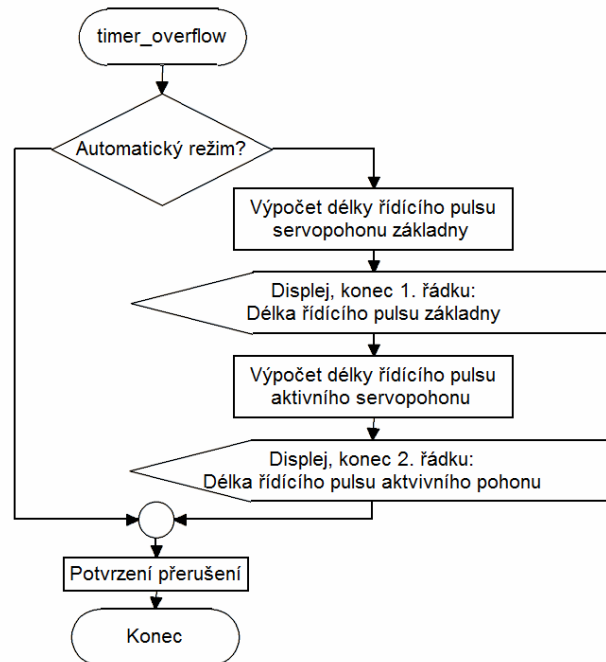 timer_overflow
Automatický režim?
Výpočet délky řídícího pulsu
servopohonu základny
Displej, konec 1. řádku:
Délka řídícího pulsu základny
Výpočet délky řídícího pulsu
aktivního servopohonu
Displej, konec 2. řádku:
Délka řídícího pulsu aktvivního pohonu
Potvrzení přerušení
Konec